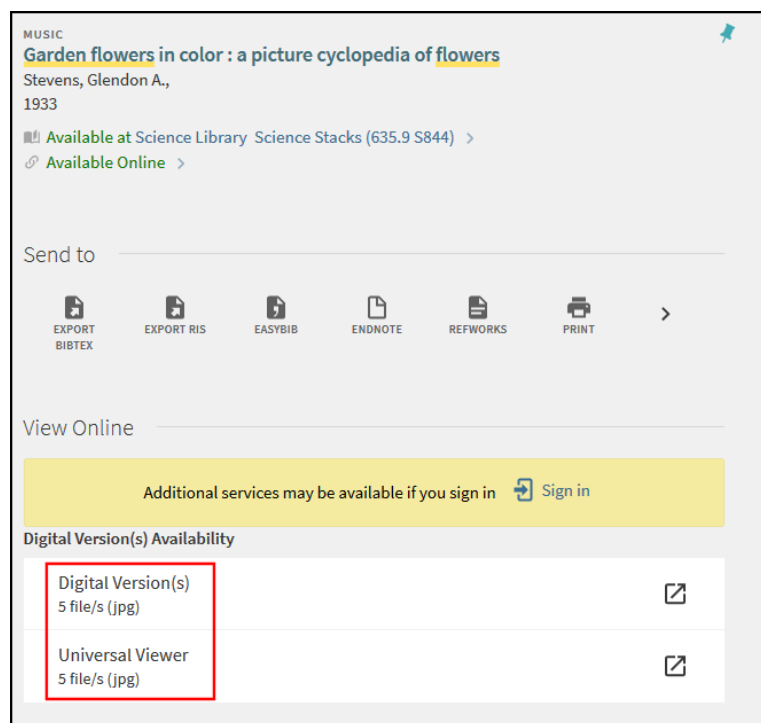 MUSIC
Garden flowers in color : a picture cyclopedia of flowers
Stevens, Glendon A.,
1933
Available at Science Library Science Stacks (635.9 S844) >
Available Online >
Send to
EXPORT BIBTEX
EXPORT RIS
EASYBIB
ENDNOTE
REFWORKS
PRINT
View Online
Additional services may be available if you sign in Sign in
Digital Version(s) Availability
Digital Version(s)
5 file/s (jpg)
Universal Viewer
5 file/s (jpg)